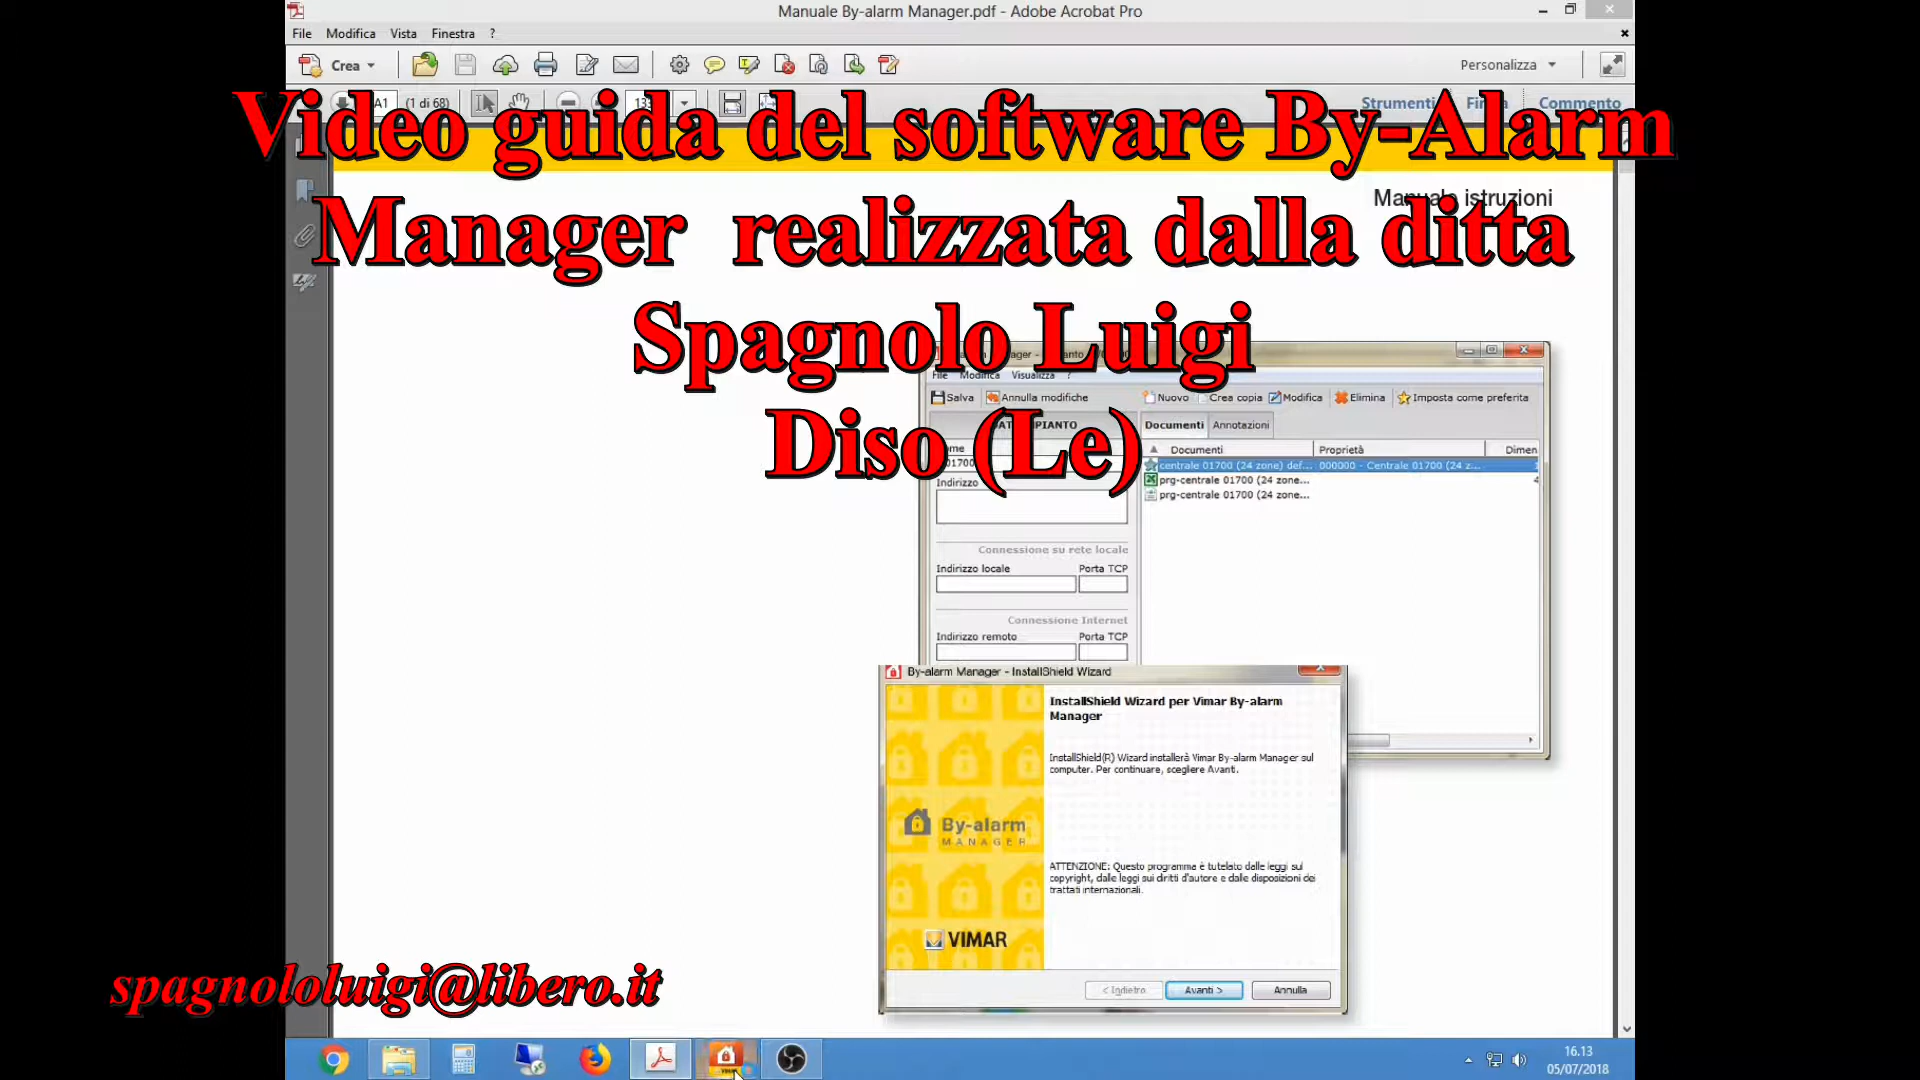 Manuale By-alarm Manager.pdf - Adobe Acrobat Pro
File Modifica Vista Finestra ?
Crea
Personalizza
A1 (1 di 68)
Strumenti
Commento
Video guida del software By-Alarm
Manager realizzata dalla ditta
Spagnolo Luigi
Diso (Le)
Manuale istruzioni
File Modifica Visualizza ?
Salva Annulla modifiche
Nuovo Crea copia Modifica Elimina Imposta come preferita
Documenti Annotazioni
Documenti Proprietà Dimen
centrale 01700 (24 zone) def... 000000 - Centrale 01700 (24 z...
prg-centrale 01700 (24 zone...
prg-centrale 01700 (24 zone...
Indirizzo
Connessione su rete locale
Indirizzo locale Porta TCP
Connessione Internet
Indirizzo remoto Porta TCP
By-alarm Manager - InstallShield Wizard
InstallShield Wizard per Vimar By-alarm
Manager
InstallShield(R) Wizard installerà Vimar By-alarm Manager sul
computer. Per continuare, scegliere Avanti.
By-alarm
MANAGER
ATTENZIONE: Questo programma è tutelato dalle leggi sul
copyright, dalle leggi sui diritti d'autore e dalle disposizioni dei
trattati internazionali.
VIMAR
< Indietro Avanti > Annulla
spagnololuigi@libero.it
16.13
05/07/2018